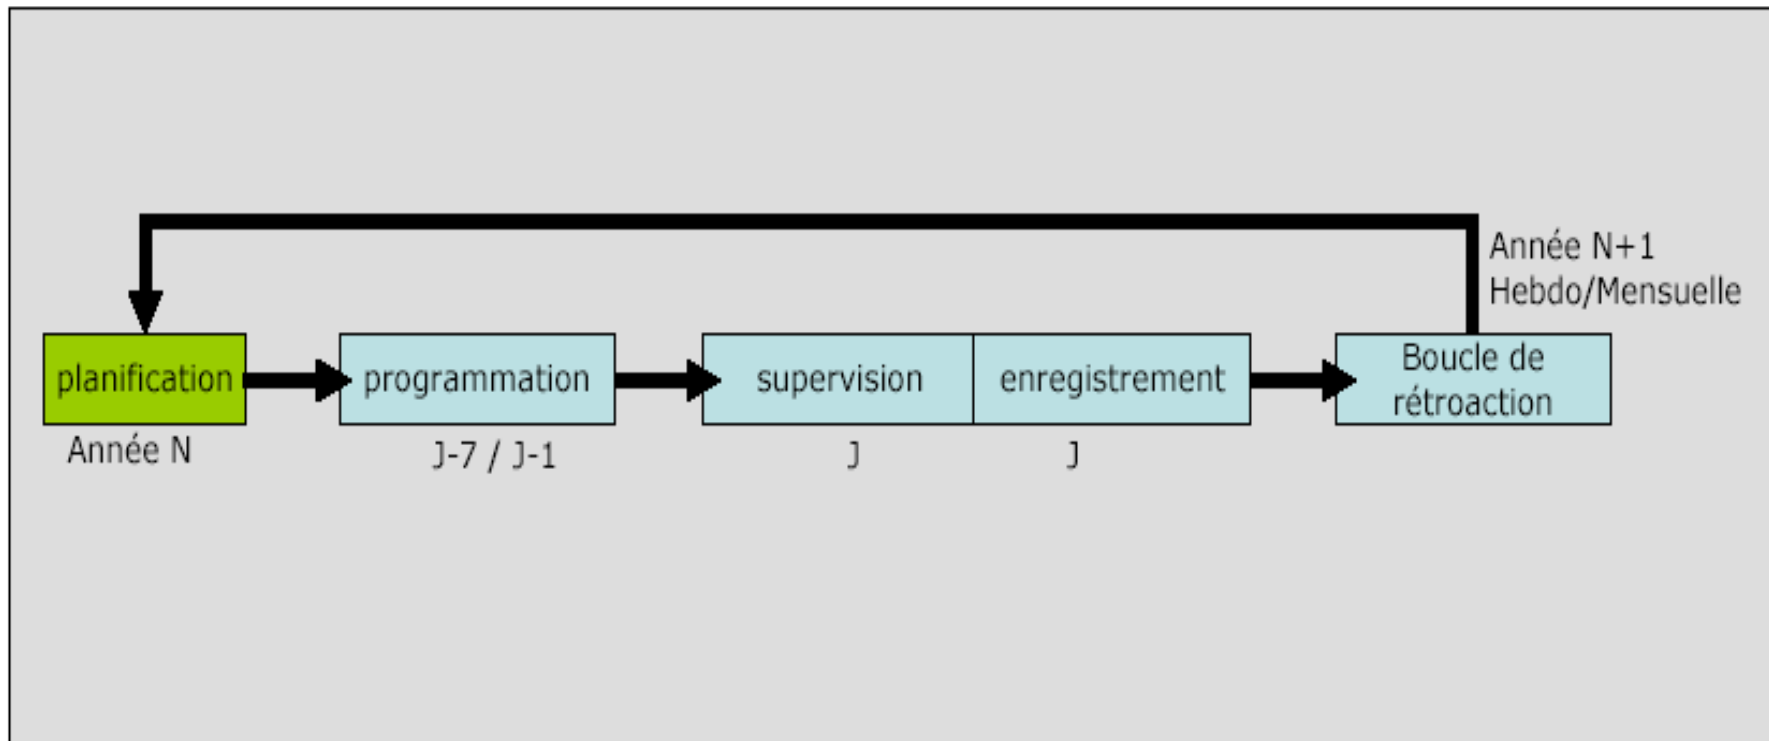 Année N+1
Hebdo/Mensuelle
planification
programmation
supervision
enregistrement
Boucle de
rétroaction
Année N
J-7 / J-1
J
J